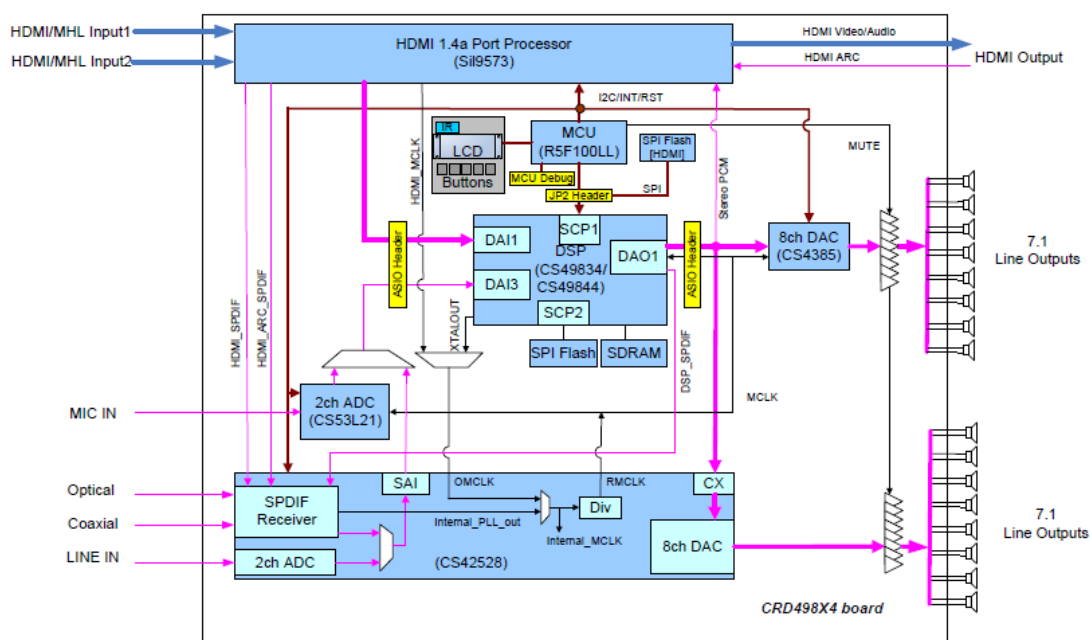 HDMI/MHL Input1
HDMI/MHL Input2
HDMI 1.4a Port Processor
(SiI9573)
HDMI Video/Audio
HDMI ARC
HDMI Output
I2C/INT/RST
IR
LCD
Buttons
MCU
(R5F100LL)
SPI Flash
[HDMI]
MUTE
MCU Debug
JP2 Header
SPI
HDMI_MCLK
Stereo PCM
ASIO Header
DAI1
DAI3
SCP1
DSP
(CS49834/
CS49844)
DAO1
SCP2
ASIO Header
8ch DAC
(CS4385)
7.1
Line Outputs
HDMI_SPDIF
HDMI_ARC_SPDIF
XTALOUT
SPI Flash
SDRAM
DSP_SPDIF
MIC IN
2ch ADC
(CS53L21)
MCLK
Optical
Coaxial
LINE IN
SPDIF
Receiver
SAI
OMCLK
RMCLK
CX
Internal_PLL_out
Div
Internal_MCLK
2ch ADC
(CS42528)
8ch DAC
7.1
Line Outputs
CRD498X4 board